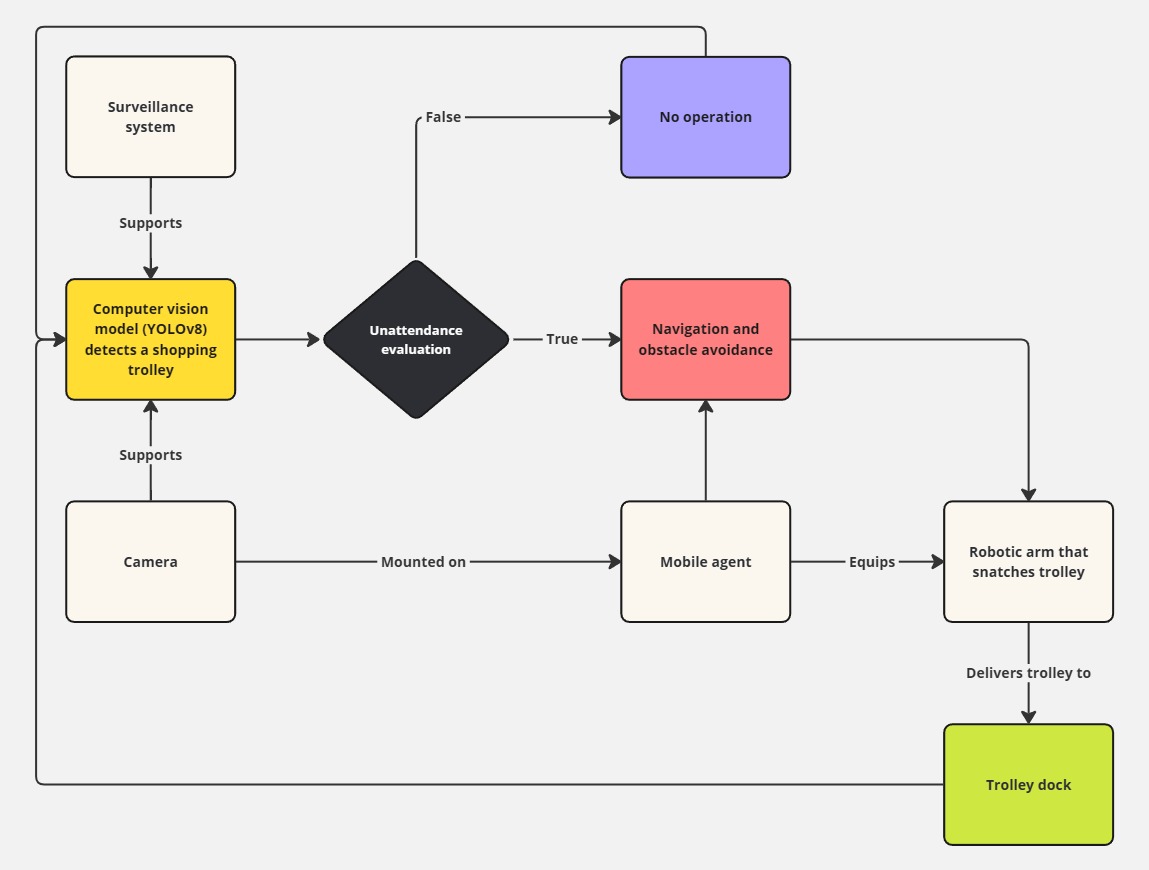 Surveillance
system
False
No operation
Supports
Computer vision
model (YOLOv8)
detects a shopping
trolley
Unattendance
evaluation
True
Navigation and
obstacle avoidance
Supports
Camera
Mounted on
Mobile agent
Equips
Robotic arm that
snatches trolley
Delivers trolley to
Trolley dock